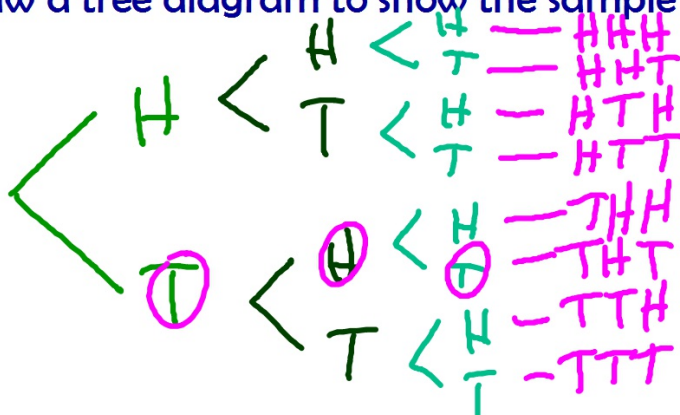 w a tree diagram to show the sample
H H H HHH
T HHT
T H HTH
T HTT
T H H THH
T THT
T H TTH
T TTT